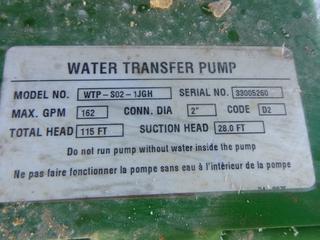 WATER TRANSFER PUMP
MODEL NO. WTP-S02-1JGH SERIAL NO. 33005260
MAX. GPM 162 CONN. DIA 2" CODE D2
TOTAL HEAD 115 FT SUCTION HEAD 28.0 FT
Do not run pump without water inside the pump
Ne pas faire fonctionner la pompe sans eau à l'intérieur de la pompe